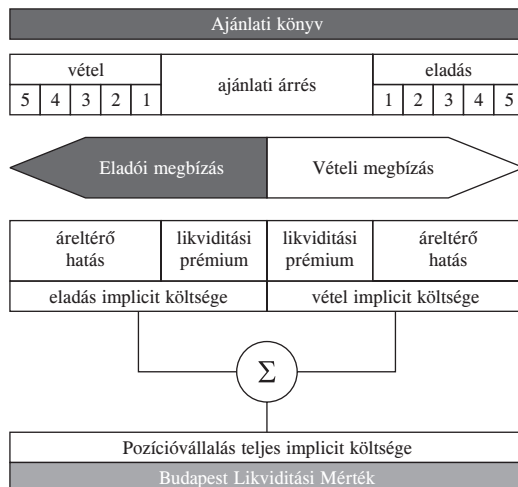 Ajánlati könyv
vétel
ajánlati árrés
eladás
5 4 3 2 1
1 2 3 4 5
Eladói megbízás
Vételi megbízás
áreltérő
hatás
likviditási
prémium
likviditási
prémium
áreltérő
hatás
eladás implicit költsége
vétel implicit költsége
Σ
Pozícióvállalás teljes implicit költsége
Budapest Likviditási Mérték